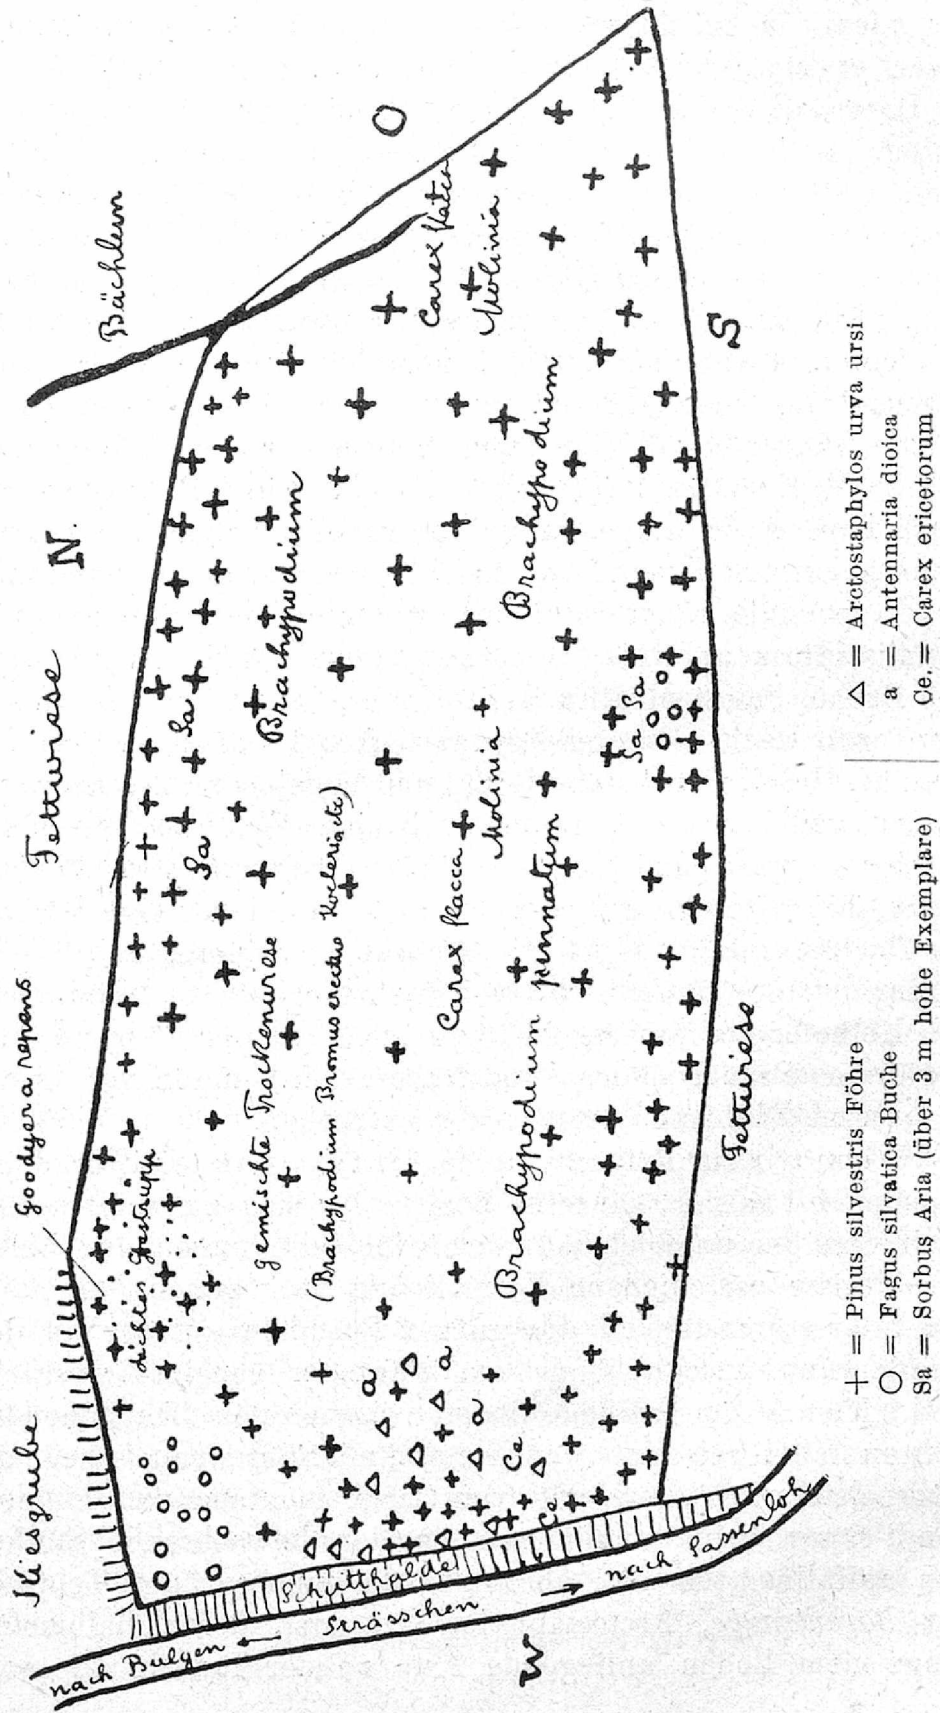 Kiesgrube
Goodyera repens
Fettwiese
N.
Bächlein
O
dichtes Gestrüpp
Sa
Sa
Brachypodium
Gemischte Trockenwiese
(Brachypodium Bromus erectus Koeleria etc)
Carex flacca
Molinia
Carex flacca
Molinia
Brachypodium pinnatum
Brachypodium
a
a
a
Ce
Ce
Sa
Sa
Fettwiese
S
Schutthalde
nach Bulgen ← Strässchen → nach Sassenloh
W
+ = Pinus silvestris Föhre
O = Fagus silvatica Buche
Sa = Sorbus Aria (über 3 m hohe Exemplare)
△ = Arctostaphylos urva ursi
a = Antennaria dioica
Ce. = Carex ericetorum